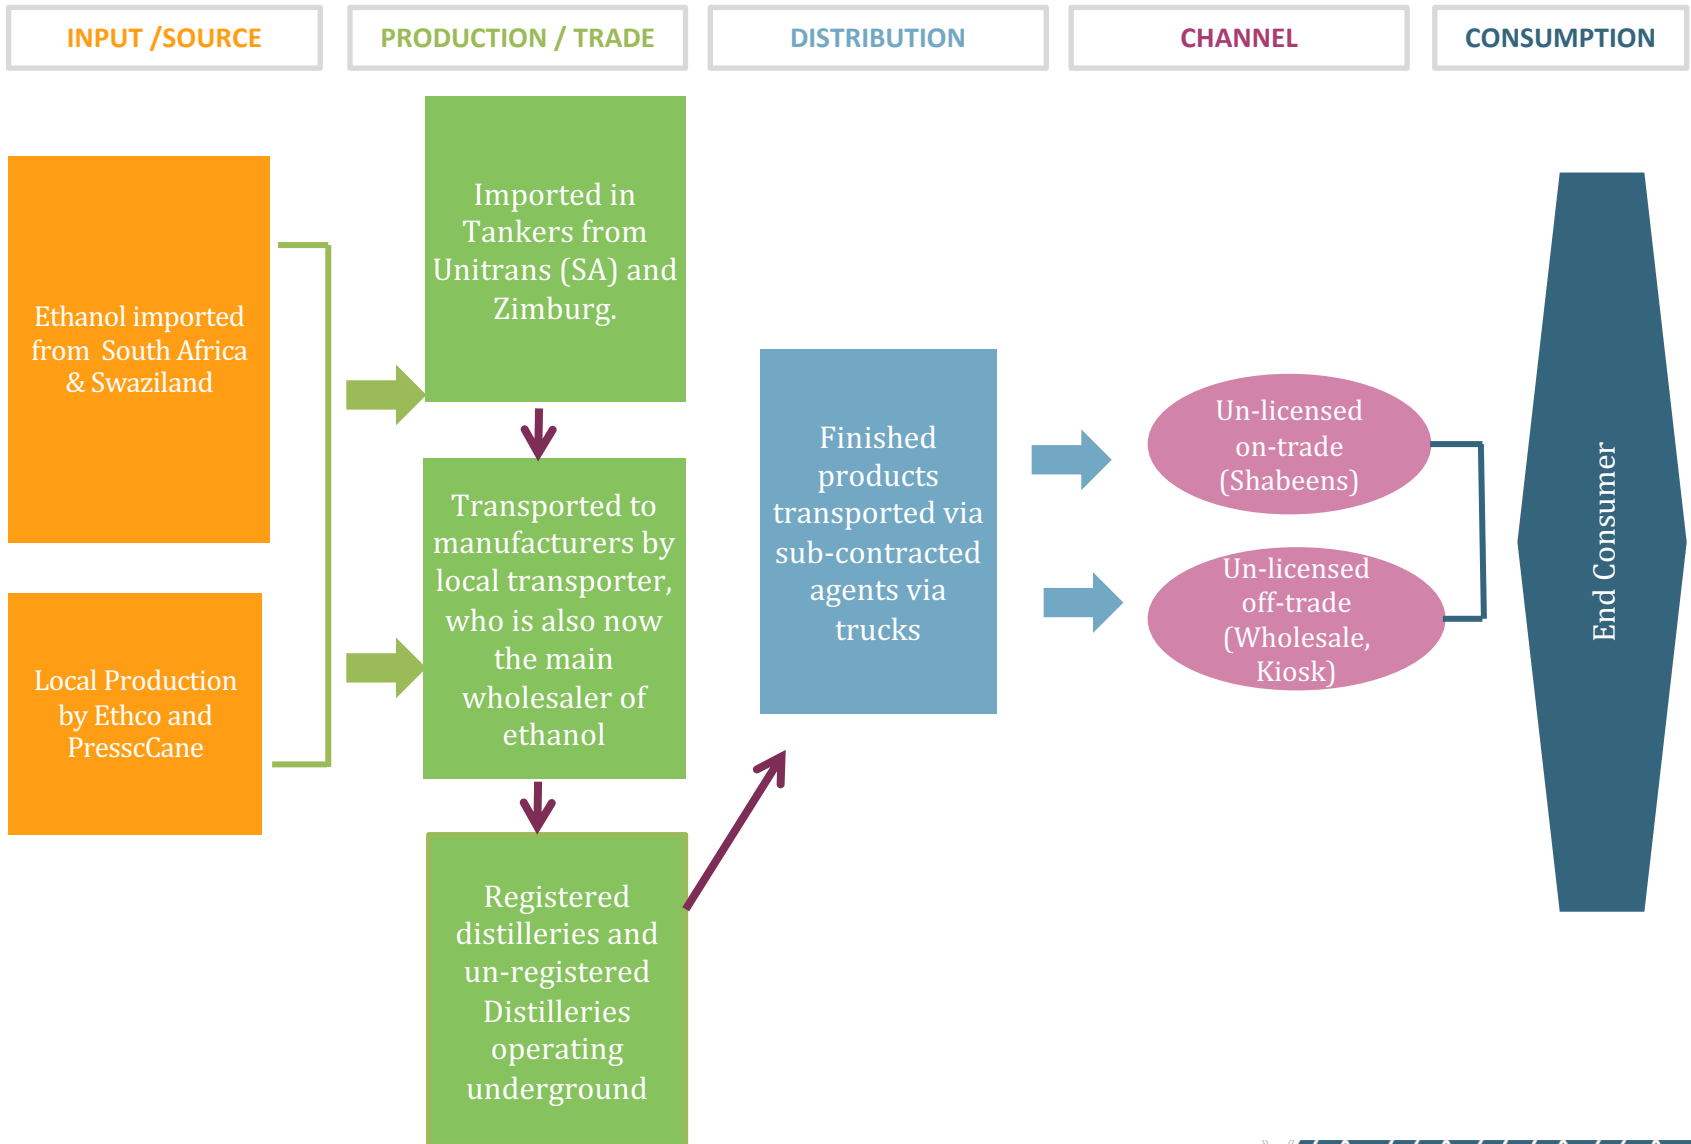 INPUT /SOURCE
PRODUCTION / TRADE
DISTRIBUTION
CHANNEL
CONSUMPTION
Ethanol imported
from South Africa
& Swaziland
Local Production
by Ethco and
PresscCane
Imported in
Tankers from
Unitrans (SA) and
Zimburg.
Transported to
manufacturers by
local transporter,
who is also now
the main
wholesaler of
ethanol
Registered
distilleries and
un-registered
Distilleries
operating
underground
Finished
products
transported via
sub-contracted
agents via
trucks
Un-licensed
on-trade
(Shabeens)
Un-licensed
off-trade
(Wholesale,
Kiosk)
End Consumer